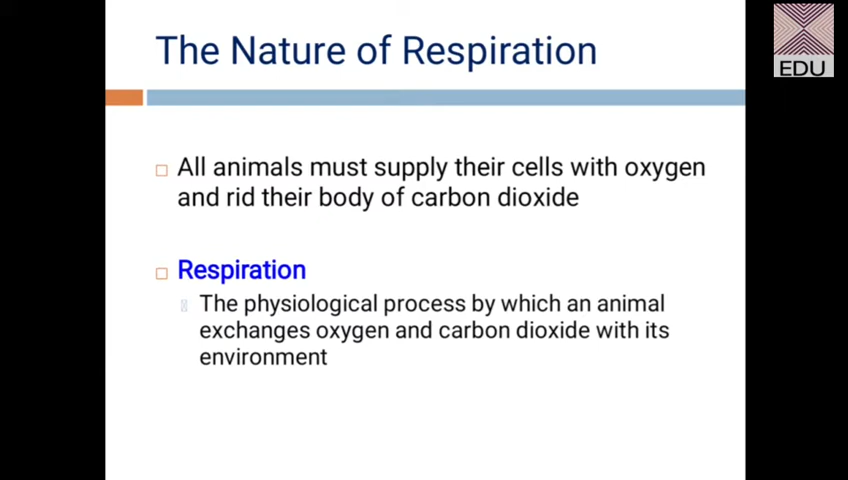 The Nature of Respiration
EDU
All animals must supply their cells with oxygen
and rid their body of carbon dioxide
Respiration
The physiological process by which an animal
exchanges oxygen and carbon dioxide with its
environment